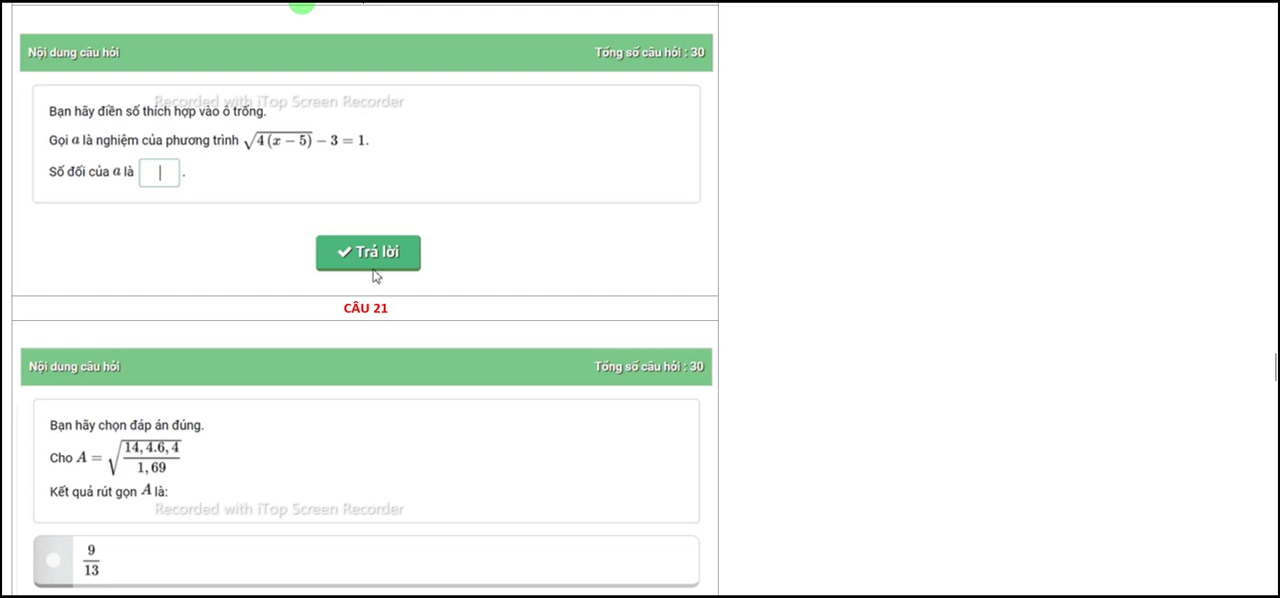 Nội dung câu hỏi
Tổng số câu hỏi : 30
Recorded with iTop Screen Recorder
Bạn hãy điền số thích hợp vào ô trống.
Gọi a là nghiệm của phương trình √4 (x − 5) − 3 = 1.
Số đối của a là .
Trả lời
CÂU 21
Nội dung câu hỏi
Tổng số câu hỏi : 30
Bạn hãy chọn đáp án đúng.
Cho A = √(14, 4.6, 4 / 1, 69)
Kết quả rút gọn A là:
Recorded with iTop Screen Recorder
9
13